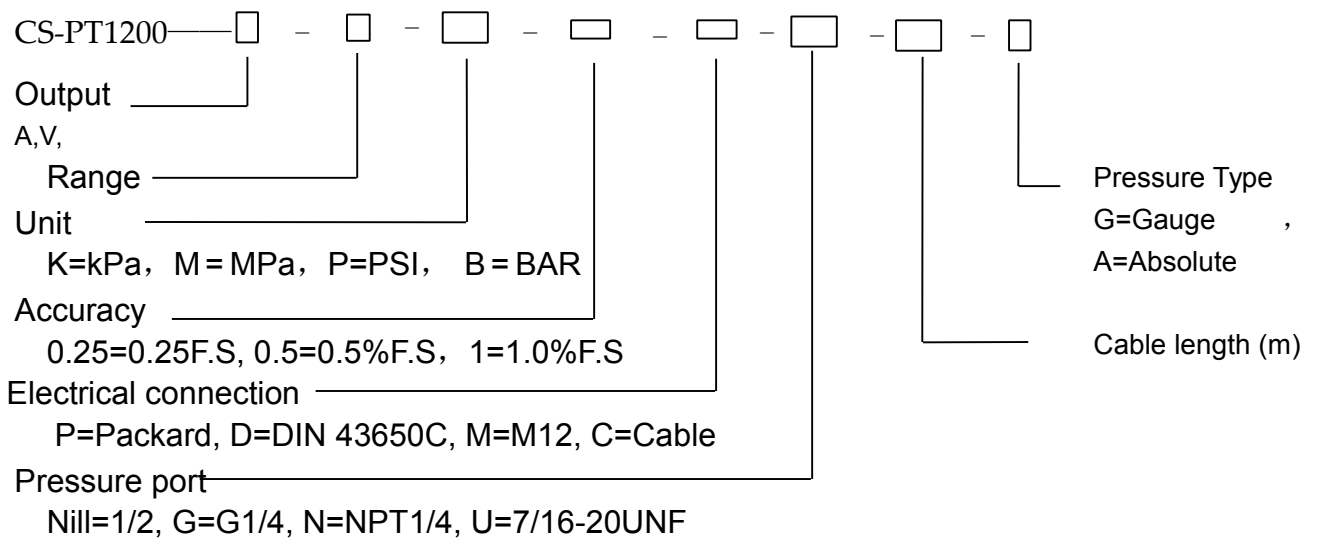 CS-PT1200—— - - - - - - -
Output
A,V,
Range
Unit
K=kPa，M=MPa，P=PSI， B=BAR
Accuracy
0.25=0.25F.S, 0.5=0.5%F.S，1=1.0%F.S
Electrical connection
P=Packard, D=DIN 43650C, M=M12, C=Cable
Pressure port
Nill=1/2, G=G1/4, N=NPT1/4, U=7/16-20UNF
Pressure Type
G=Gauge ，
A=Absolute
Cable length (m)